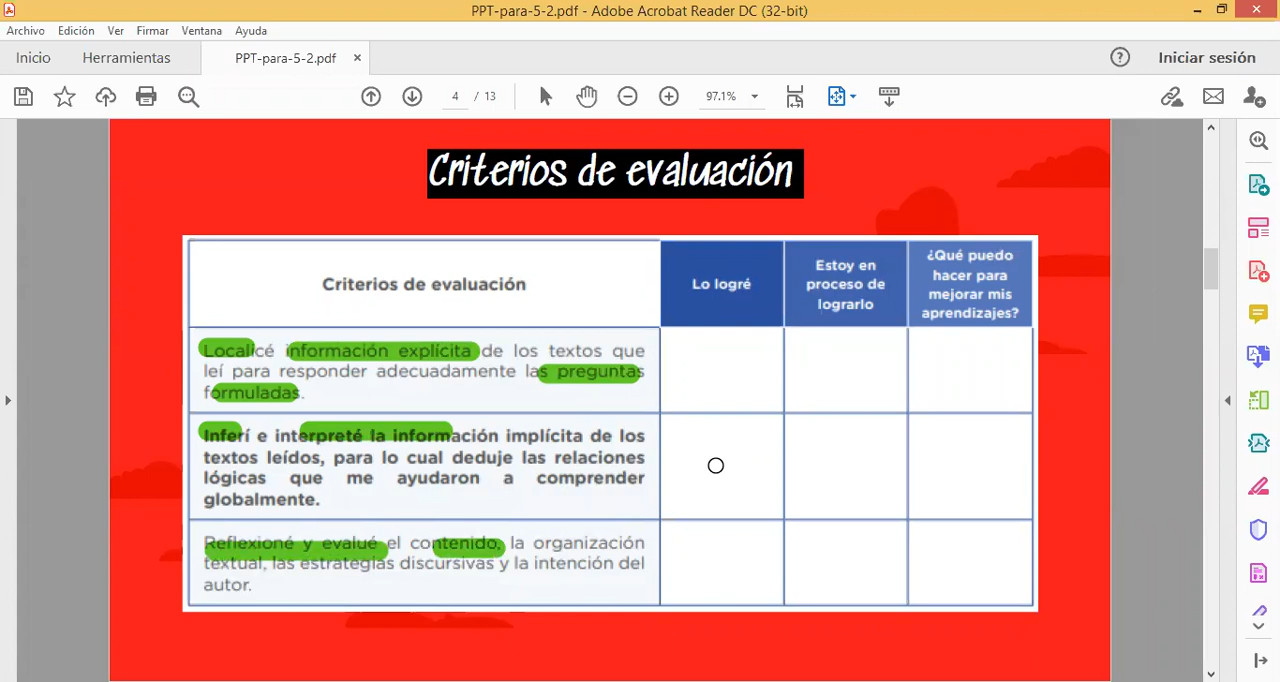 PPT-para-5-2.pdf - Adobe Acrobat Reader DC (32-bit)
Archivo Edición Ver Firmar Ventana Ayuda
Inicio Herramientas PPT-para-5-2.pdf × Iniciar sesión
4 / 13 97.1%
Criterios de evaluación
Criterios de evaluación
Lo logré
Estoy en
proceso de
lograrlo
¿Qué puedo
hacer para
mejorar mis
aprendizajes?
Localicé información explícita de los textos que
leí para responder adecuadamente las preguntas
formuladas.
Inferí e interpreté la información implícita de los
textos leídos, para lo cual deduje las relaciones
lógicas que me ayudaron a comprender
globalmente.
Reflexioné y evalué el contenido, la organización
textual, las estrategias discursivas y la intención del
autor.